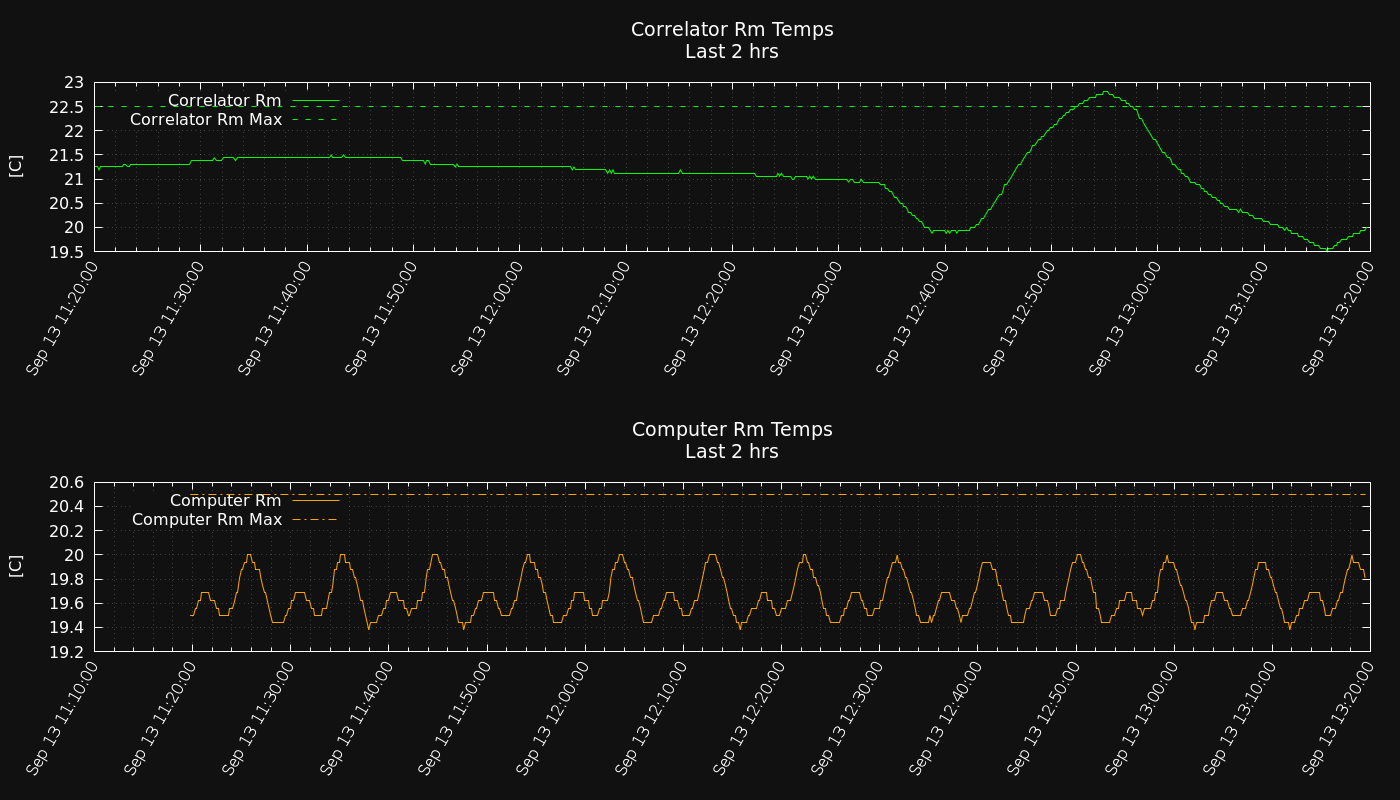 Correlator Rm Temps
Last 2 hrs
23
22.5
22
21.5
21
20.5
20
19.5
[C]
Correlator Rm
Correlator Rm Max
Sep 13 11:20:00
Sep 13 11:30:00
Sep 13 11:40:00
Sep 13 11:50:00
Sep 13 12:00:00
Sep 13 12:10:00
Sep 13 12:20:00
Sep 13 12:30:00
Sep 13 12:40:00
Sep 13 12:50:00
Sep 13 13:00:00
Sep 13 13:10:00
Sep 13 13:20:00
Computer Rm Temps
Last 2 hrs
20.6
20.4
20.2
20
19.8
19.6
19.4
19.2
[C]
Computer Rm
Computer Rm Max
Sep 13 11:10:00
Sep 13 11:20:00
Sep 13 11:30:00
Sep 13 11:40:00
Sep 13 11:50:00
Sep 13 12:00:00
Sep 13 12:10:00
Sep 13 12:20:00
Sep 13 12:30:00
Sep 13 12:40:00
Sep 13 12:50:00
Sep 13 13:00:00
Sep 13 13:10:00
Sep 13 13:20:00